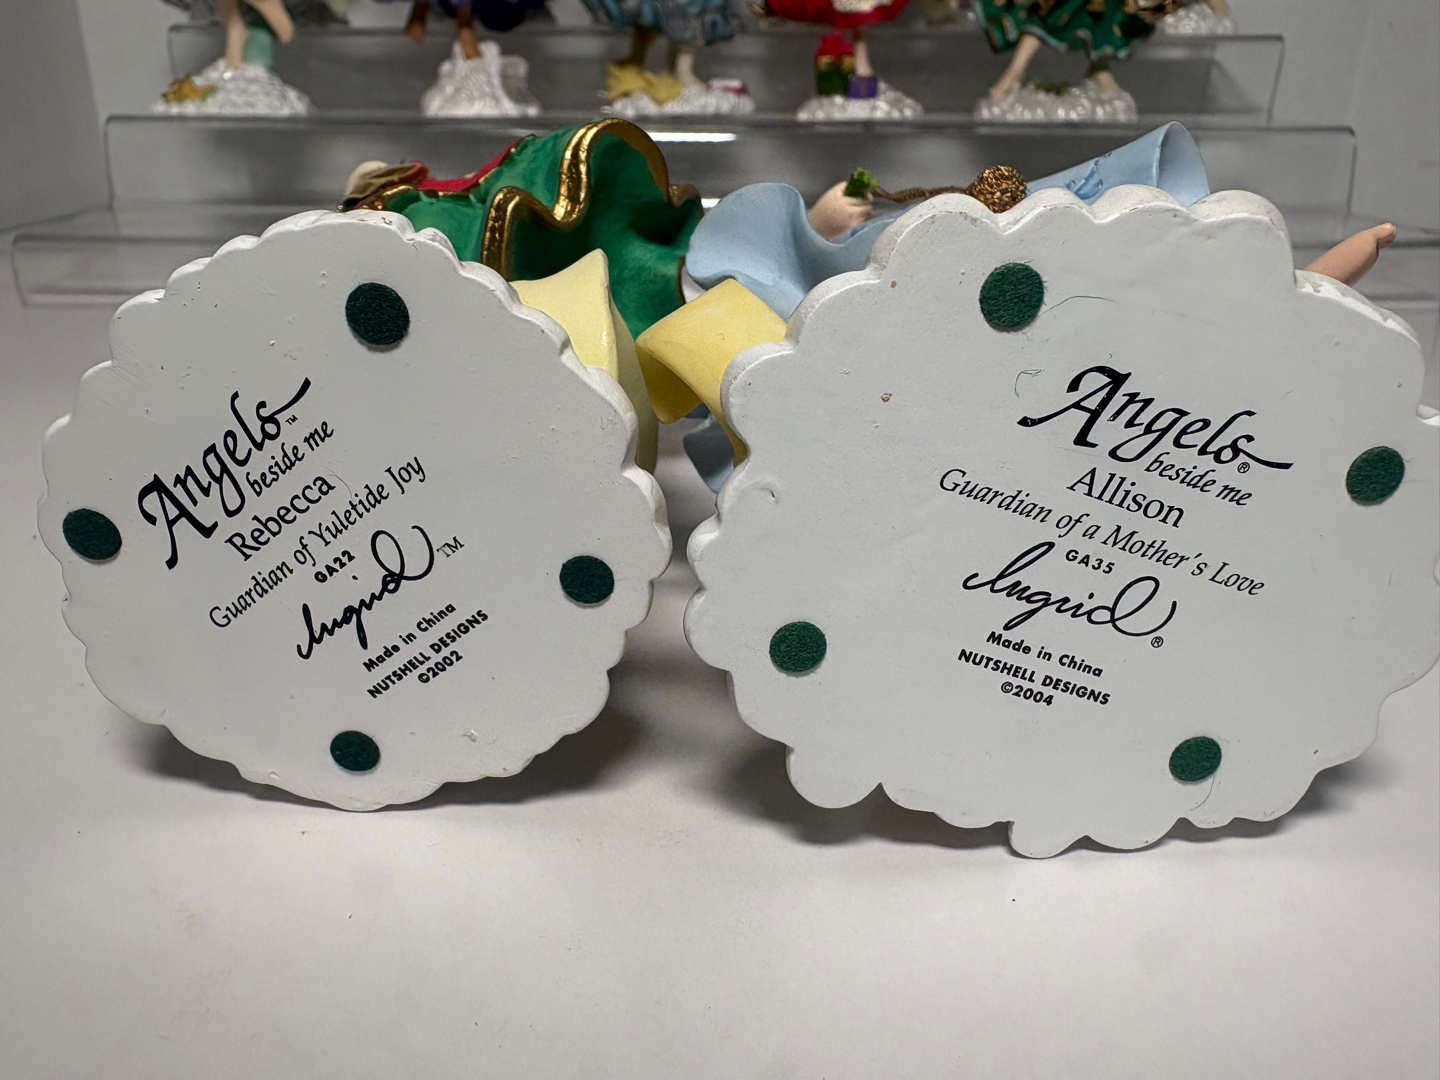 Angels™
beside me
Rebecca
Guardian of Yuletide Joy
GA22
Ingrid™
Made in China
NUTSHELL DESIGNS
©2002
Angels®
beside me
Allison
Guardian of a Mother's Love
GA35
Ingrid®
Made in China
NUTSHELL DESIGNS
©2004